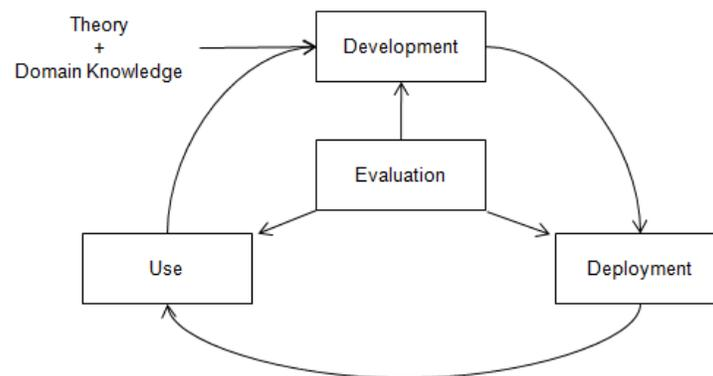 Theory
+
Domain Knowledge
Development
Evaluation
Use
Deployment